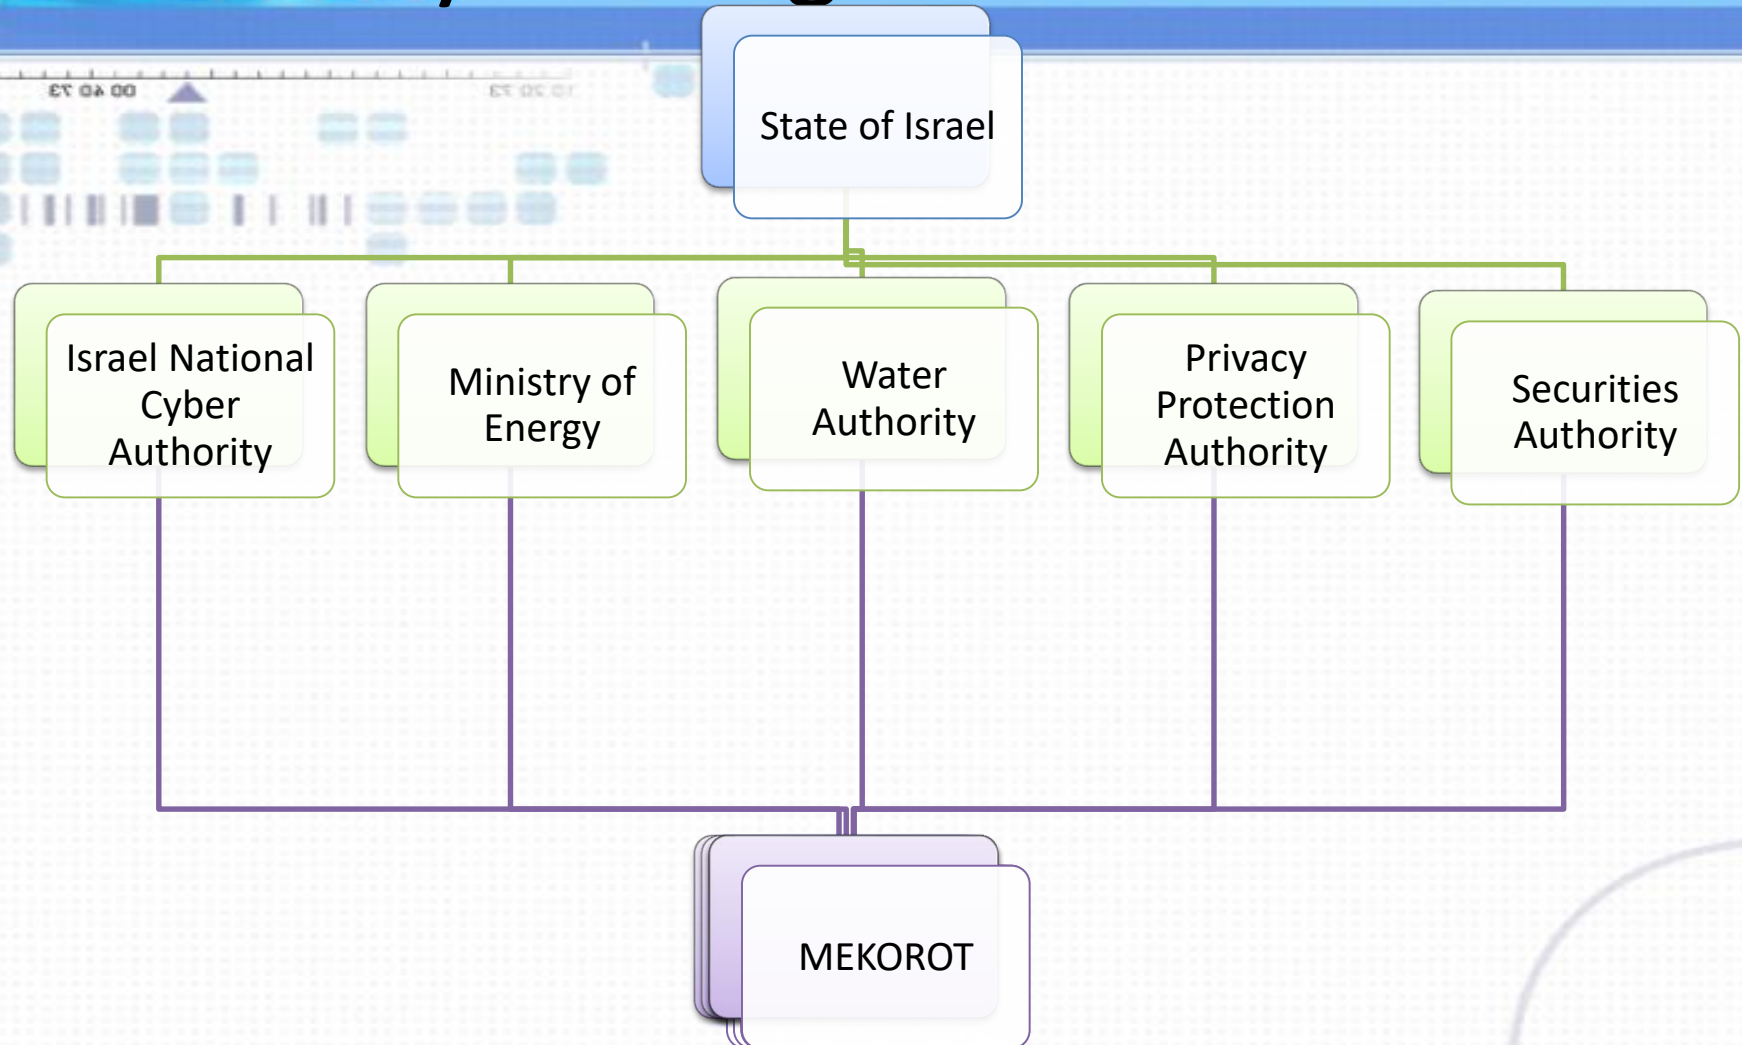 State of Israel
Israel National
Cyber
Authority
Ministry of
Energy
Water
Authority
Privacy
Protection
Authority
Securities
Authority
MEKOROT